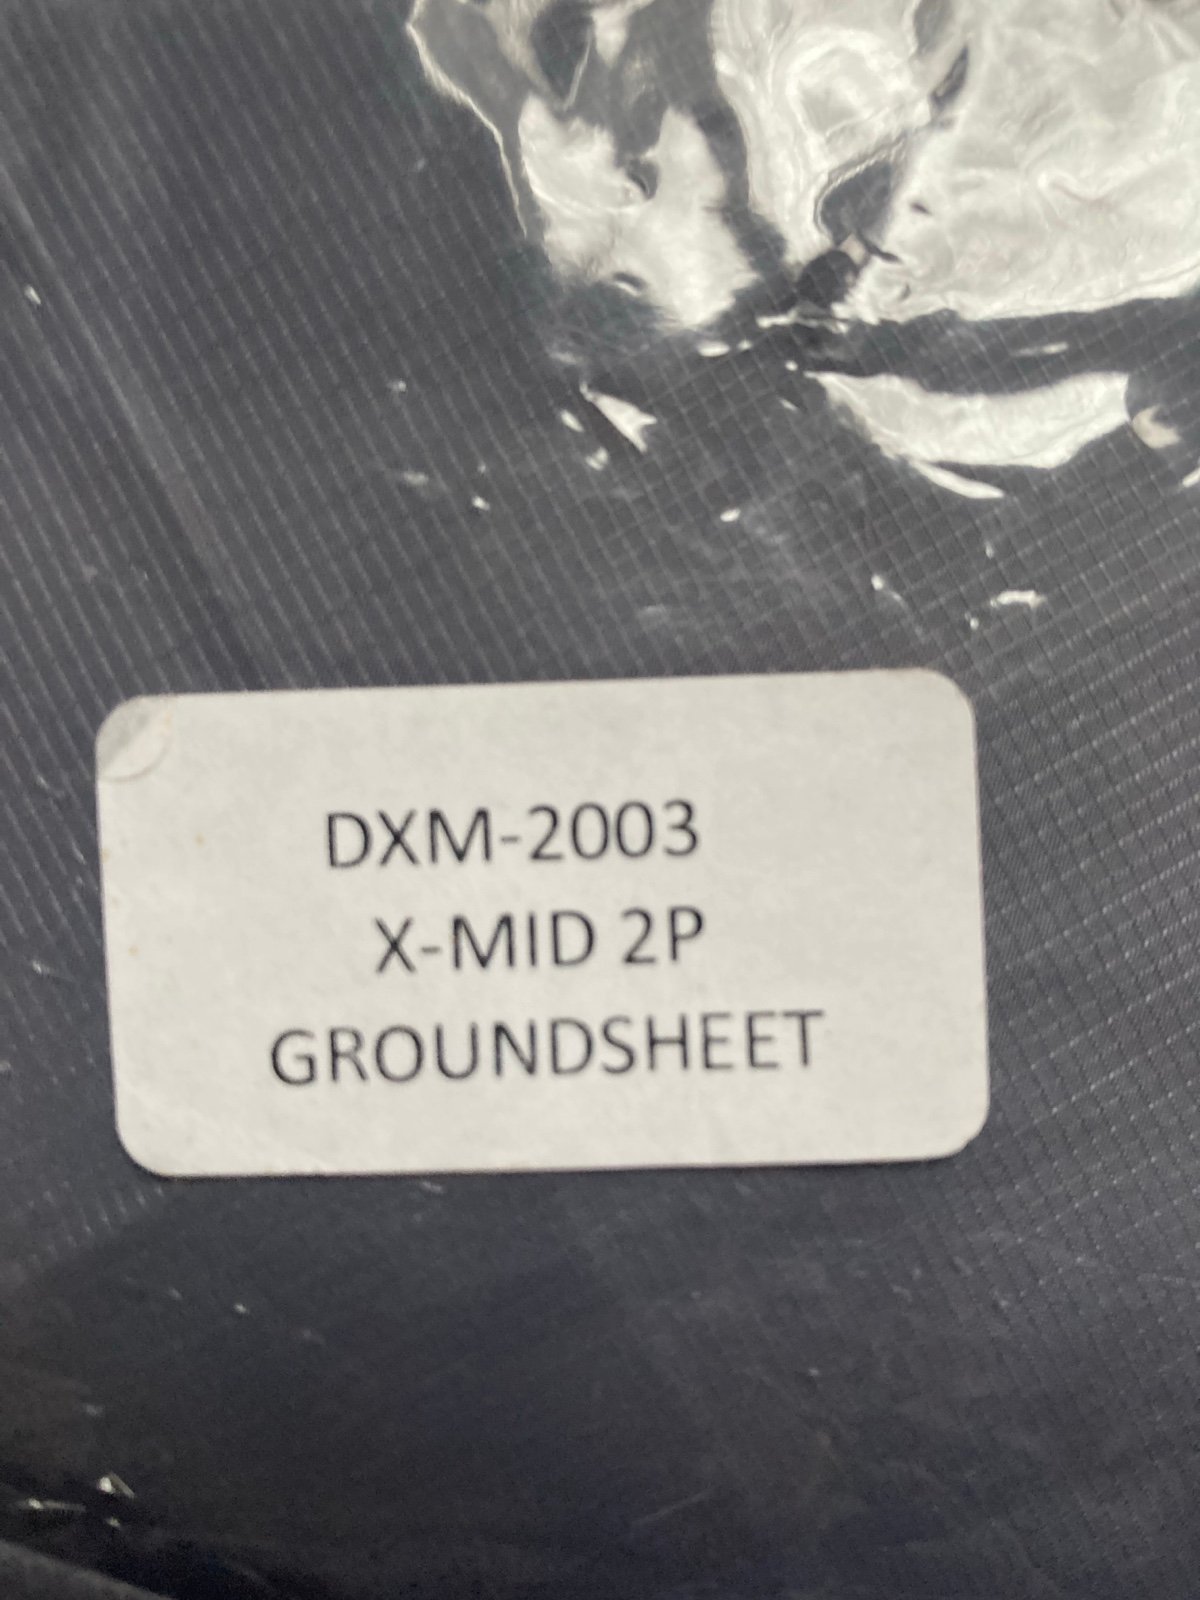 DXM-2003
X-MID 2P
GROUNDSHEET